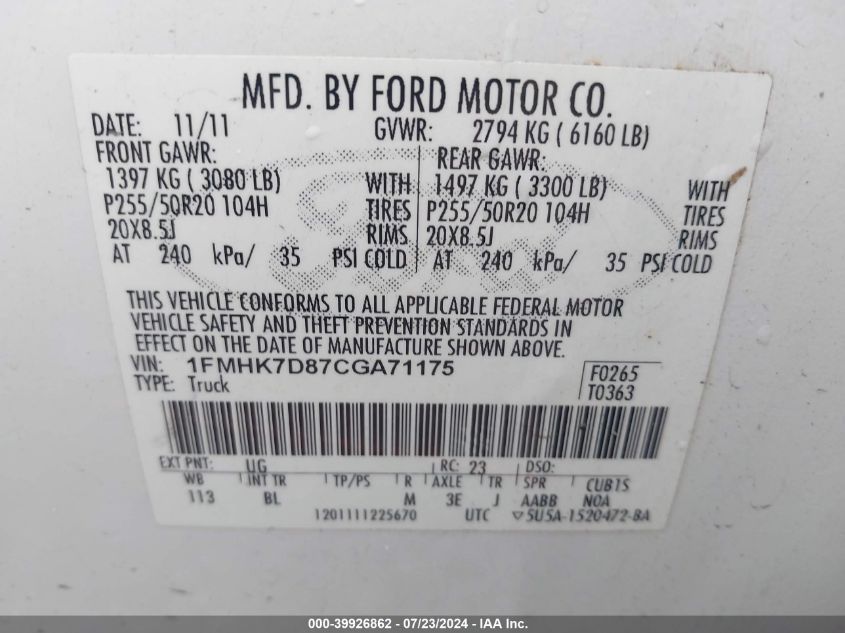 MFD. BY FORD MOTOR CO.
DATE: 11/11 GVWR: 2794 KG ( 6160 LB)
FRONT GAWR: REAR GAWR:
1397 KG ( 3080 LB) WITH 1497 KG ( 3300 LB) WITH
P255/50R20 104H TIRES P255/50R20 104H TIRES
20X8.5J RIMS 20X8.5J RIMS
AT 240 kPa/ 35 PSI COLD AT 240 kPa/ 35 PSI COLD
THIS VEHICLE CONFORMS TO ALL APPLICABLE FEDERAL MOTOR
VEHICLE SAFETY AND THEFT PREVENTION STANDARDS IN
EFFECT ON THE DATE OF MANUFACTURE SHOWN ABOVE.
VIN: 1FMHK7D87CGA71175 F0265
TYPE: Truck T0363
EXT PNT: UG RC: 23 DSO:
WB INT TR TP/PS R AXLE TR SPR CUB1S
113 BL M 3E J AABB NOA
1201111225670 UTC ▽5U5A-1520472-BA
000-39926862 / 07/23/2024 - IAA Inc.